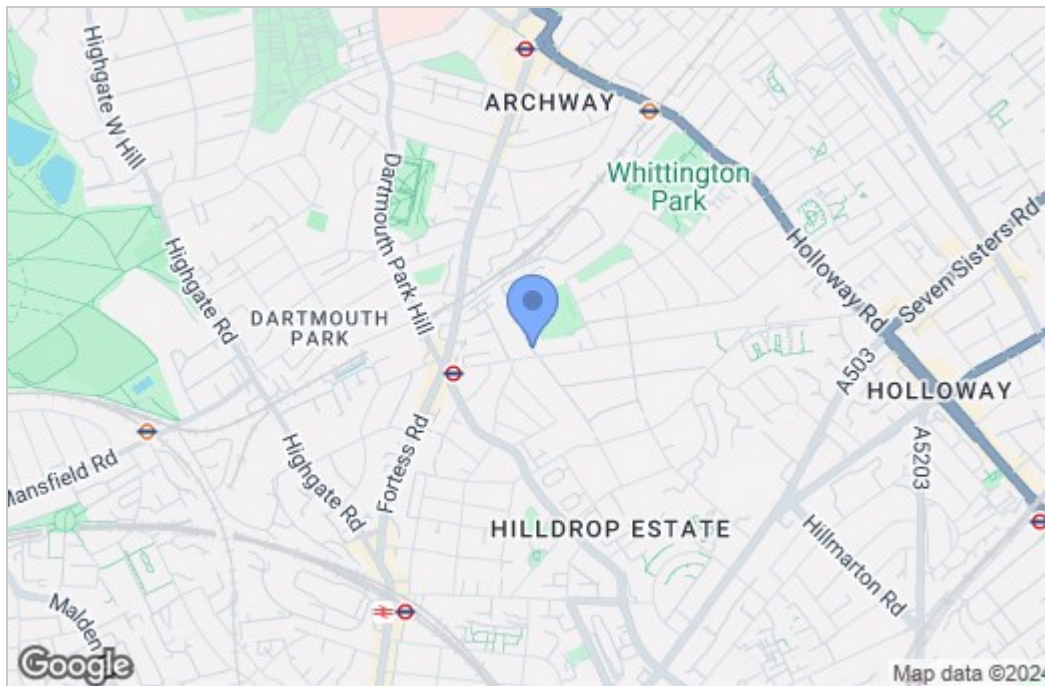 Highgate W Hill
ARCHWAY
Whittington
Park
Dartmouth Park Hill
Seven Sisters Rd
Holloway Rd
Highgate Rd
DARTMOUTH
PARK
A503
HOLLOWAY
A5203
Mansfield Rd
Highgate Rd
Fortess Rd
HILLDROP ESTATE
Hillmarton Rd
Malden
Google
Map data ©2024